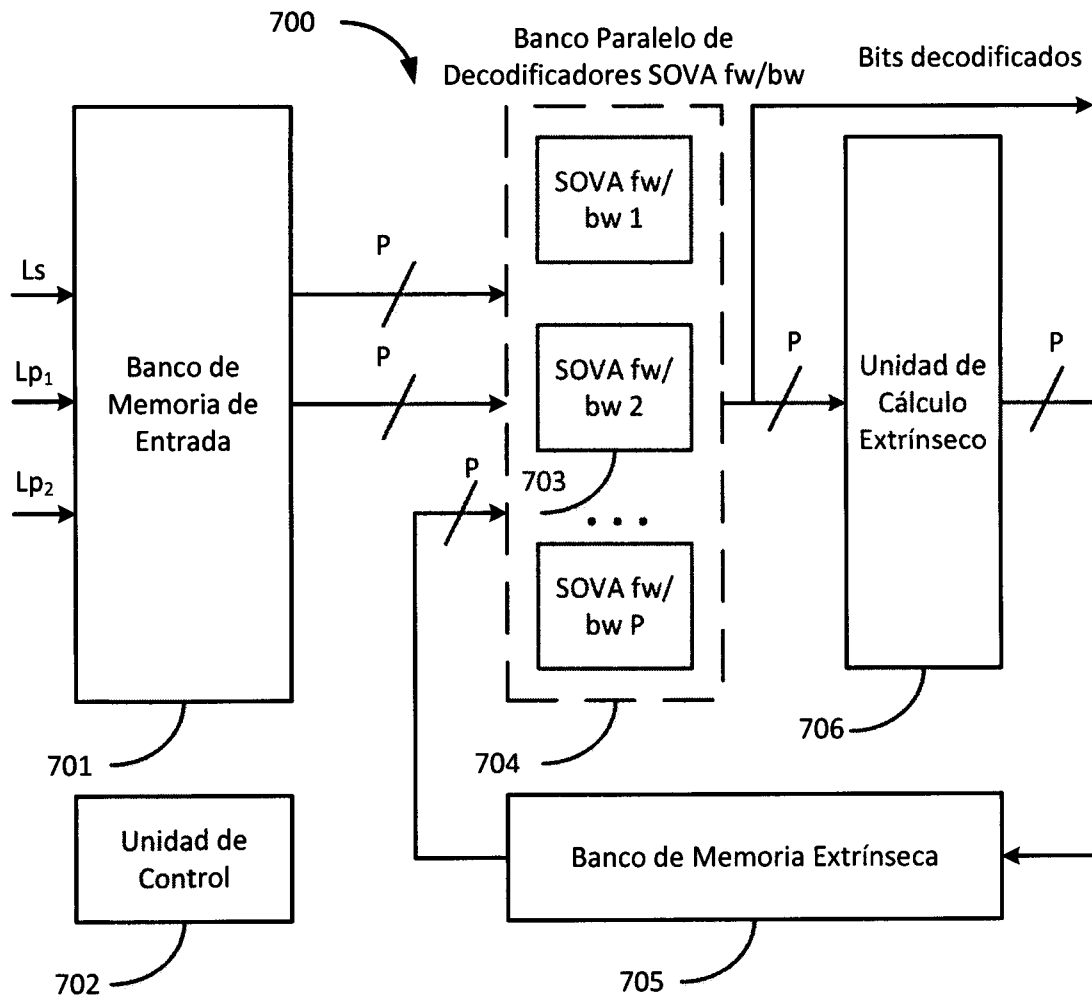 700
Banco Paralelo de
Decodificadores SOVA fw/bw
Bits decodificados
SOVA fw/
bw 1
P
Ls
Banco de
Memoria de
Entrada
P
Lp₁
SOVA fw/
bw 2
P
Unidad de
Cálculo
Extrínseco
P
Lp₂
P
703
• • •
SOVA fw/
bw P
701
704
706
Unidad de
Control
Banco de Memoria Extrínseca
702
705